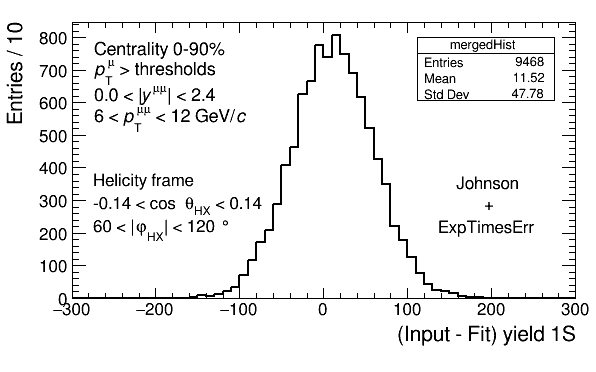 Entries / 10
800
700
600
500
400
300
200
100
0
Centrality 0-90%
p_T^μ > thresholds
0.0 < |y^μμ| < 2.4
6 < p_T^μμ < 12 GeV/c
Helicity frame
-0.14 < cos θ_HX < 0.14
60 < |φ_HX| < 120 °
mergedHist
Entries 9468
Mean 11.52
Std Dev 47.78
Johnson
+
ExpTimesErr
−300 −200 −100 0 100 200 300
(Input - Fit) yield 1S